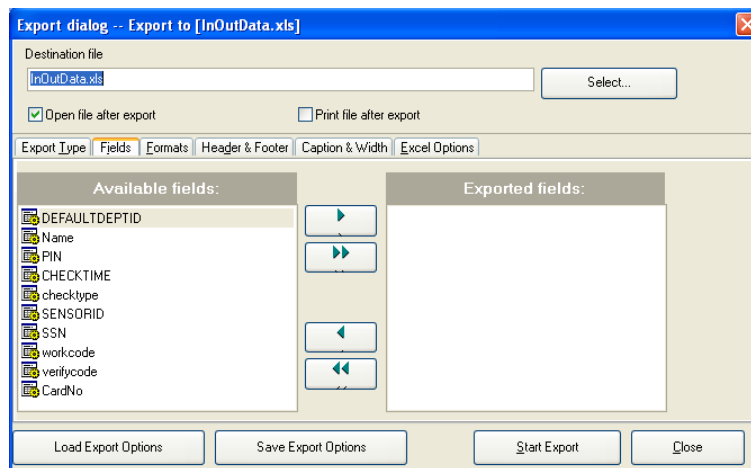 Export dialog -- Export to [InOutData.xls]
Destination file
InOutData.xls
Select...
Open file after export
Print file after export
Export Type Fields Formats Header & Footer Caption & Width Excel Options
Available fields:
Exported fields:
DEFAULTDEPTID
Name
PIN
CHECKTIME
checktype
SENSORID
SSN
workcode
verifycode
CardNo
Load Export Options
Save Export Options
Start Export
Close